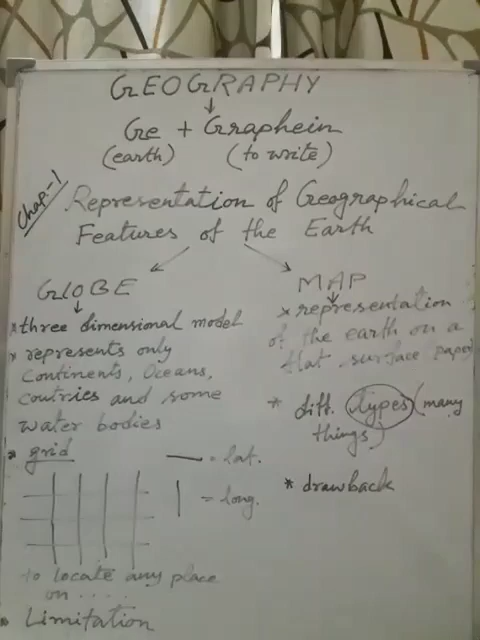 GEOGRAPHY
Ge + Graphein
(earth) (to write)
Chap-1
Representation of Geographical
Features of the Earth
GLOBE
* three dimensional model
* represents only
Continents, Oceans,
Coutries and some
water bodies
* grid
— = lat.
| = long.
to locate any place
on .....
* Limitation
MAP
* representation
of the earth on a
flat surface paper
* diff. types (many
things)
* drawback